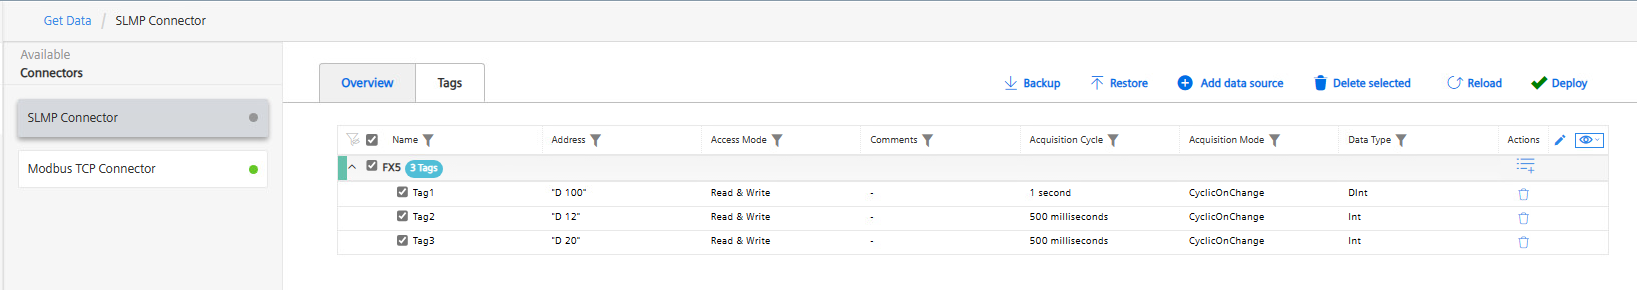 Get Data / SLMP Connector
Available
Connectors
SLMP Connector
Modbus TCP Connector
Overview Tags Backup Restore Add data source Delete selected Reload Deploy
Name Address Access Mode Comments Acquisition Cycle Acquisition Mode Data Type Actions
FX5 3 Tags
Tag1 "D 100" Read & Write - 1 second CyclicOnChange DInt
Tag2 "D 12" Read & Write - 500 milliseconds CyclicOnChange Int
Tag3 "D 20" Read & Write - 500 milliseconds CyclicOnChange Int